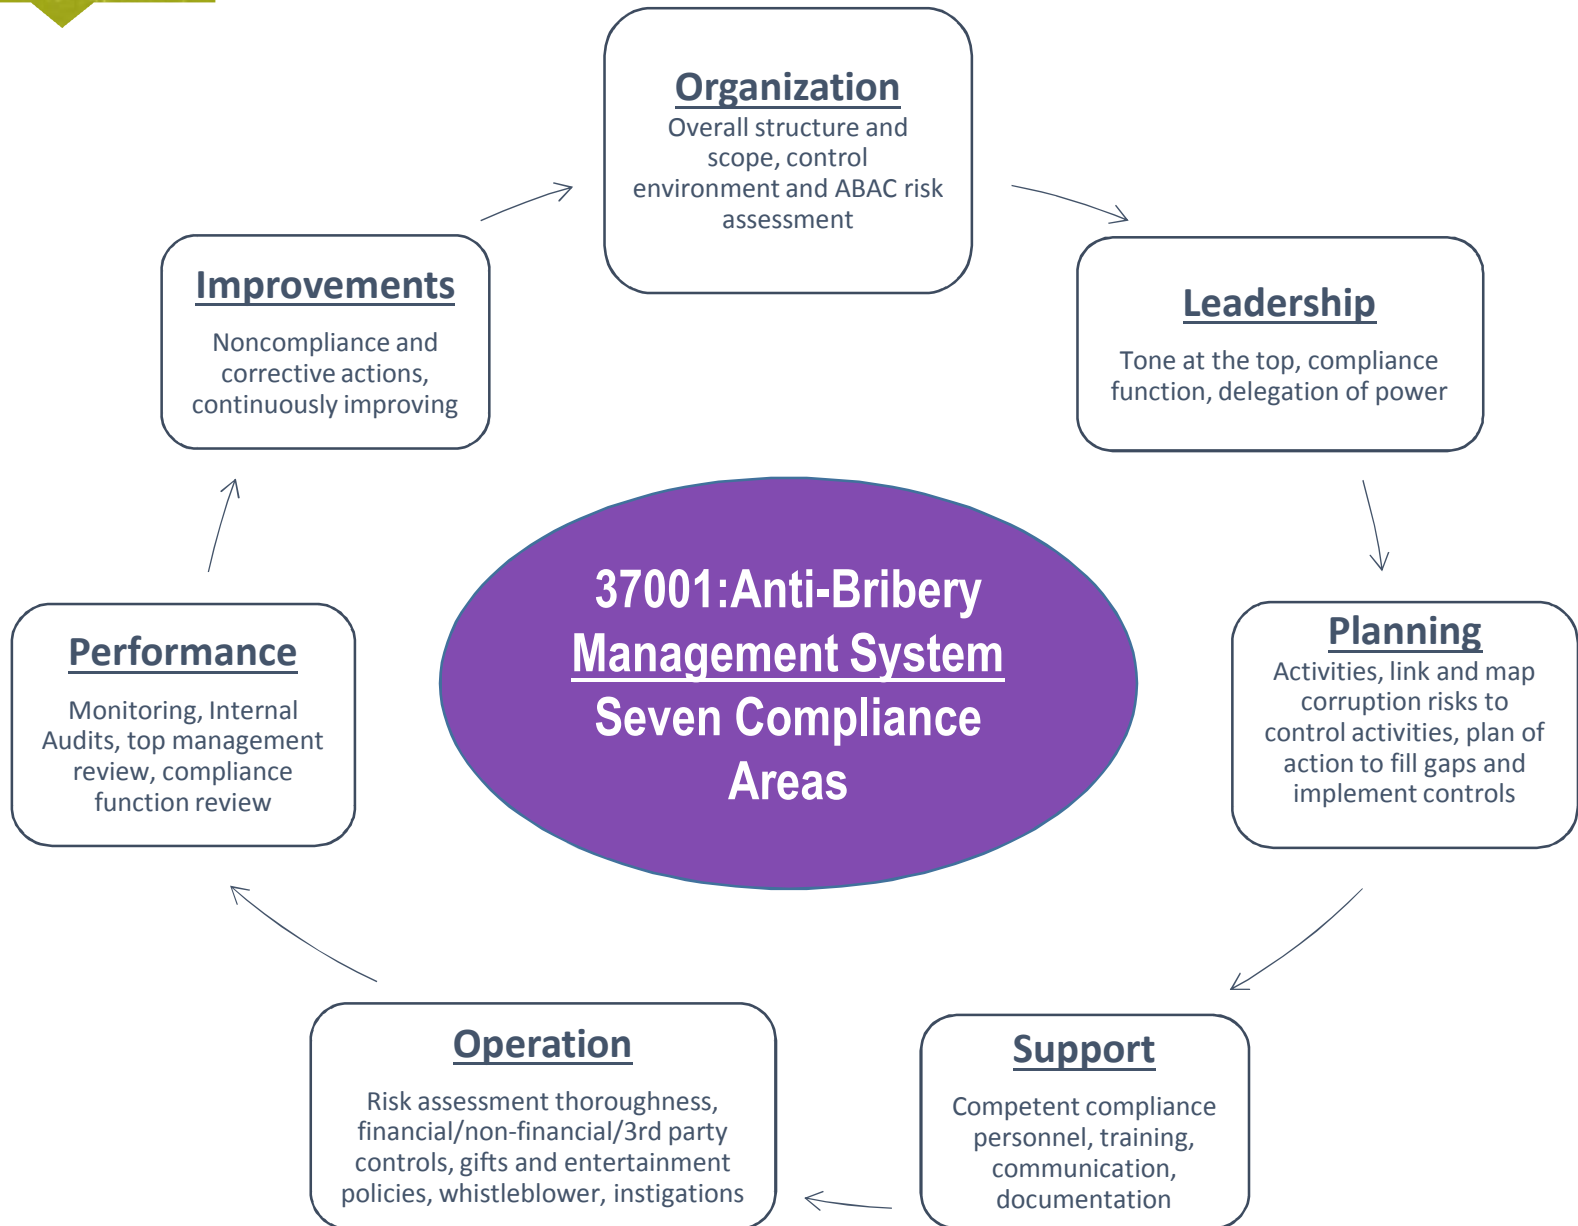 Organization
Overall structure and
scope, control
environment and ABAC risk
assessment
Leadership
Tone at the top, compliance
function, delegation of power
Planning
Activities, link and map
corruption risks to
control activities, plan of
action to fill gaps and
implement controls
Support
Competent compliance
personnel, training,
communication,
documentation
Operation
Risk assessment thoroughness,
financial/non-financial/3rd party
controls, gifts and entertainment
policies, whistleblower, instigations
Performance
Monitoring, Internal
Audits, top management
review, compliance
function review
Improvements
Noncompliance and
corrective actions,
continuously improving
37001:Anti-Bribery
Management System
Seven Compliance
Areas